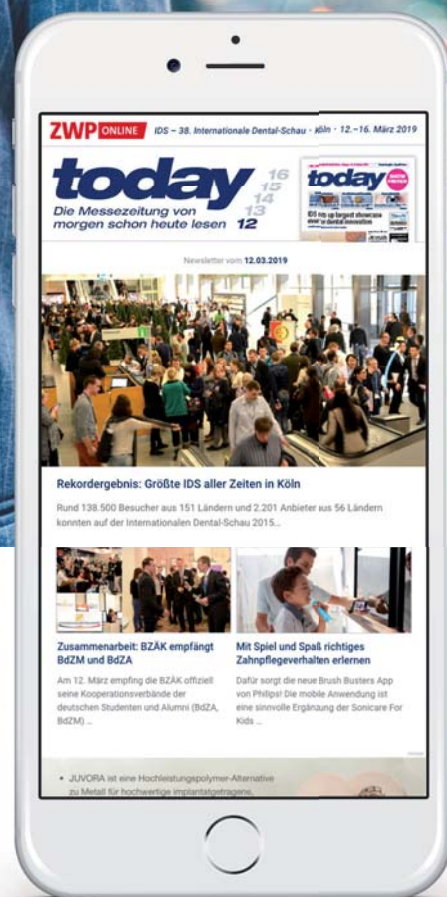 ZWP ONLINE IDS – 38. Internationale Dental-Schau · Köln · 12.–16. März 2019
today
16
15
14
13
Die Messezeitung von
morgen schon heute lesen 12
today
IDS
up largest showcase
dental innovation
Newsletter vom 12.03.2019
Rekordergebnis: Größte IDS aller Zeiten in Köln
Rund 138.500 Besucher aus 151 Ländern und 2.201 Anbieter aus 56 Ländern
konnten auf der Internationalen Dental-Schau 2015...
Zusammenarbeit: BZÄK empfängt
BdZM und BdZA
Am 12. März empfing die BZÄK offiziell
seine Kooperationsverbände der
deutschen Studenten und Alumni (BdZA,
BdZM) ...
Mit Spiel und Spaß richtiges
Zahnpflegeverhalten erlernen
Dafür sorgt die neue Brush Busters App
von Philips! Die mobile Anwendung ist
eine sinnvolle Ergänzung der Sonicare For
Kids ...
• JUVORA ist eine Hochleistungspolymer-Alternative
zu Metall für hochwertige implantatgetragene,